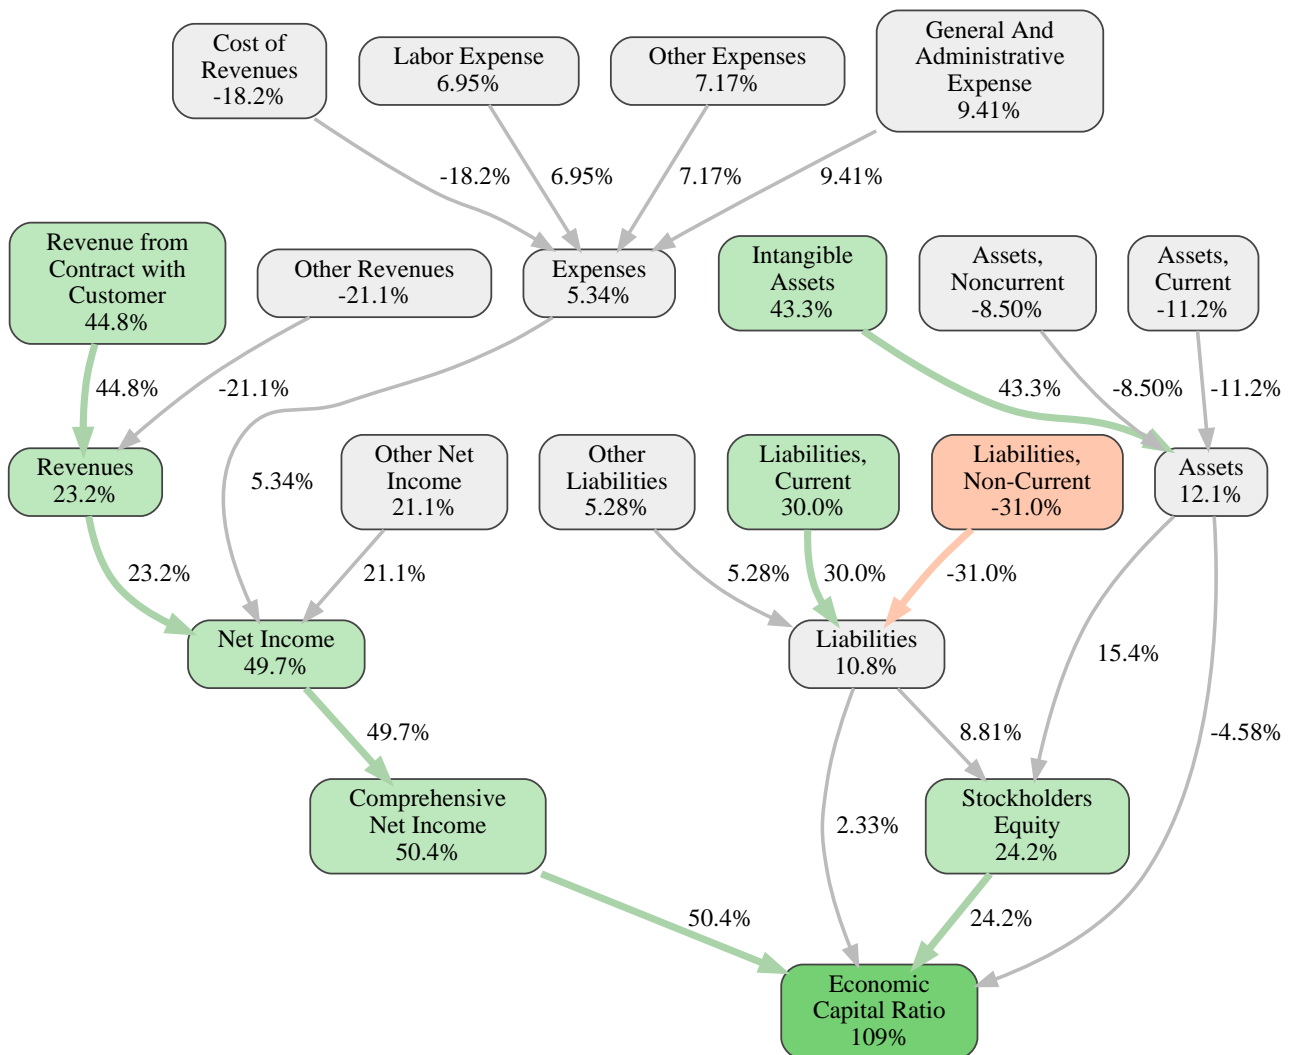 Cost of
Revenues
-18.2%
Labor Expense
6.95%
Other Expenses
7.17%
General And
Administrative
Expense
9.41%
-18.2%
6.95%
7.17%
9.41%
Revenue from
Contract with
Customer
44.8%
Other Revenues
-21.1%
Expenses
5.34%
Intangible
Assets
43.3%
Assets,
Noncurrent
-8.50%
Assets,
Current
-11.2%
44.8%
-21.1%
43.3%
-8.50%
-11.2%
Revenues
23.2%
5.34%
Other Net
Income
21.1%
Other
Liabilities
5.28%
Liabilities,
Current
30.0%
Liabilities,
Non-Current
-31.0%
Assets
12.1%
23.2%
21.1%
5.28%
30.0%
-31.0%
Net Income
49.7%
Liabilities
10.8%
15.4%
49.7%
8.81%
-4.58%
Comprehensive
Net Income
50.4%
2.33%
Stockholders
Equity
24.2%
50.4%
24.2%
Economic
Capital Ratio
109%